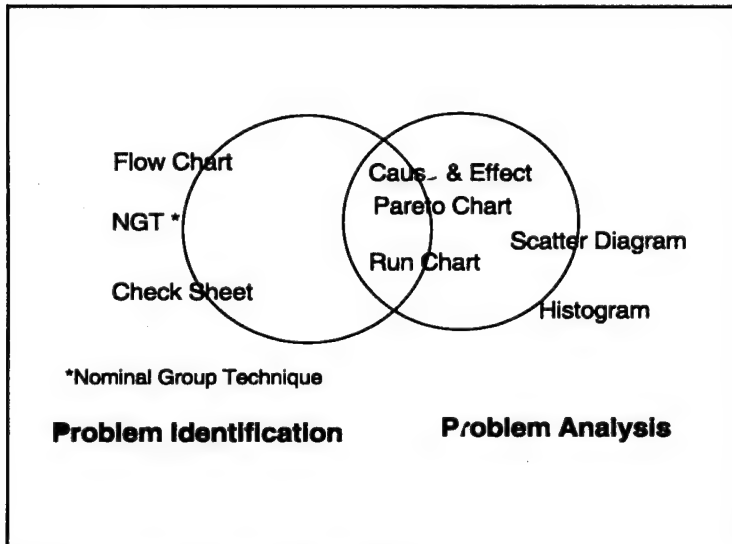 Flow Chart
Caus & Effect
Pareto Chart
NGT *
Scatter Diagram
Run Chart
Check Sheet
Histogram
*Nominal Group Technique
Problem Identification
Problem Analysis